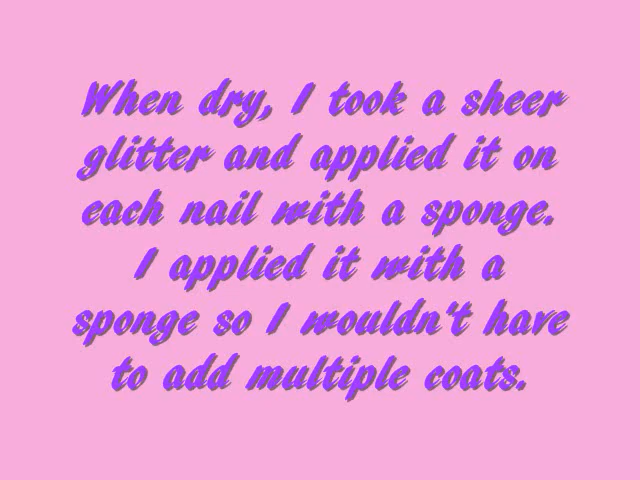 When dry, I took a sheer
glitter and applied it on
each nail with a sponge.
I applied it with a
sponge so I wouldn't have
to add multiple coats.